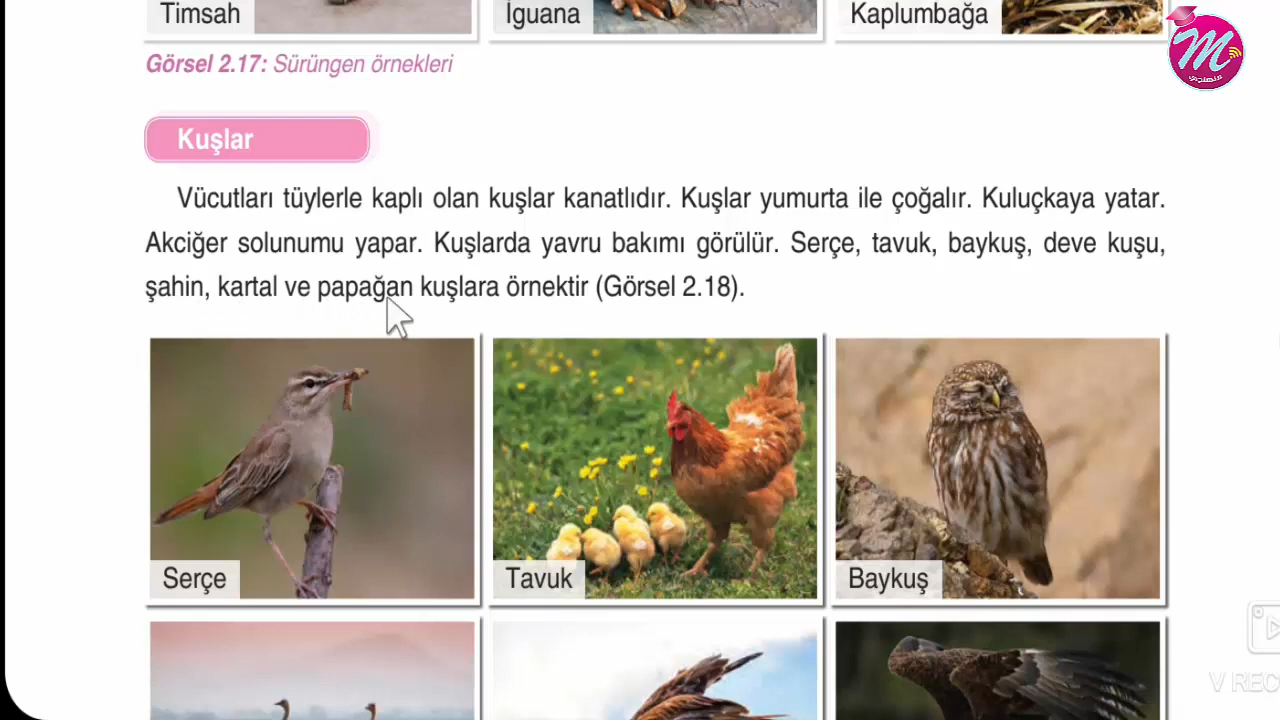 Timsah
İguana
Kaplumbağa
Görsel 2.17: Sürüngen örnekleri
Kuşlar
Vücutları tüylerle kaplı olan kuşlar kanatlıdır. Kuşlar yumurta ile çoğalır. Kuluçkaya yatar.
Akciğer solunumu yapar. Kuşlarda yavru bakımı görülür. Serçe, tavuk, baykuş, deve kuşu,
şahin, kartal ve papağan kuşlara örnektir (Görsel 2.18).
Serçe
Tavuk
Baykuş
V REC